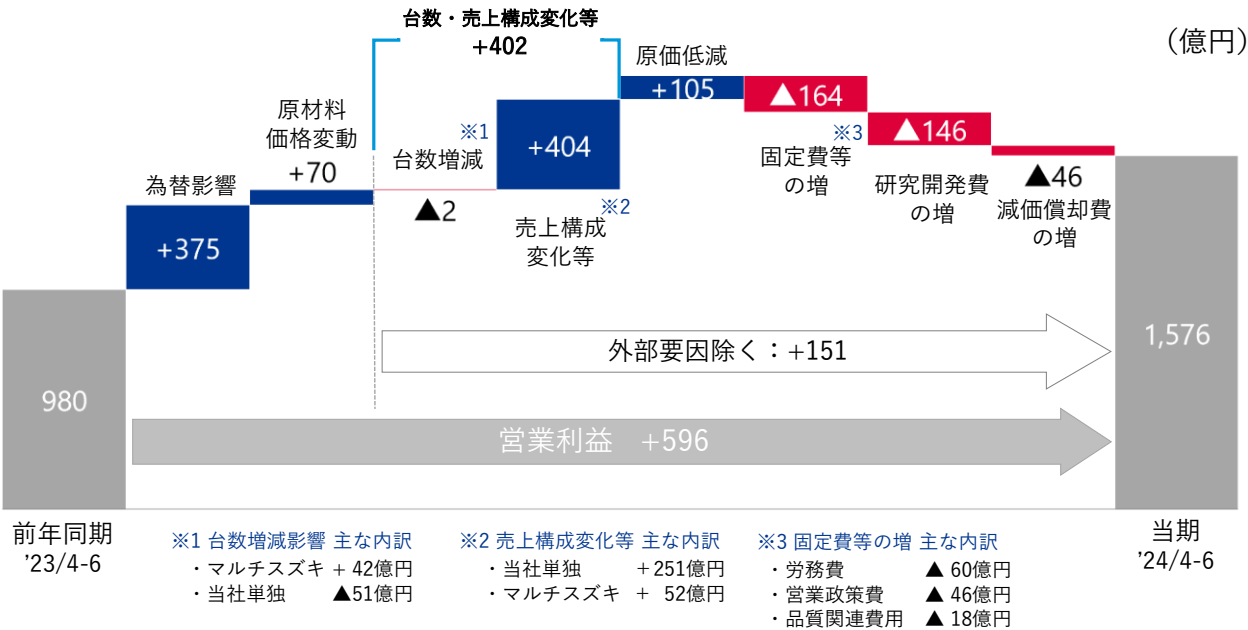 台数・売上構成変化等
+402
（億円）
原価低減
+105
▲164
原材料
価格変動
+70
※1
台数増減
▲2
+404
※3
固定費等
の増
▲146
研究開発費
の増
▲46
減価償却費
の増
為替影響
+375
※2
売上構成
変化等
1,576
外部要因除く：+151
980
営業利益 +596
前年同期
'23/4-6
当期
'24/4-6
※1 台数増減影響 主な内訳
・マルチスズキ + 42億円
・当社単独 ▲51億円
※2 売上構成変化等 主な内訳
・当社単独 +251億円
・マルチスズキ + 52億円
※3 固定費等の増 主な内訳
・労務費 ▲ 60億円
・営業政策費 ▲ 46億円
・品質関連費用 ▲ 18億円